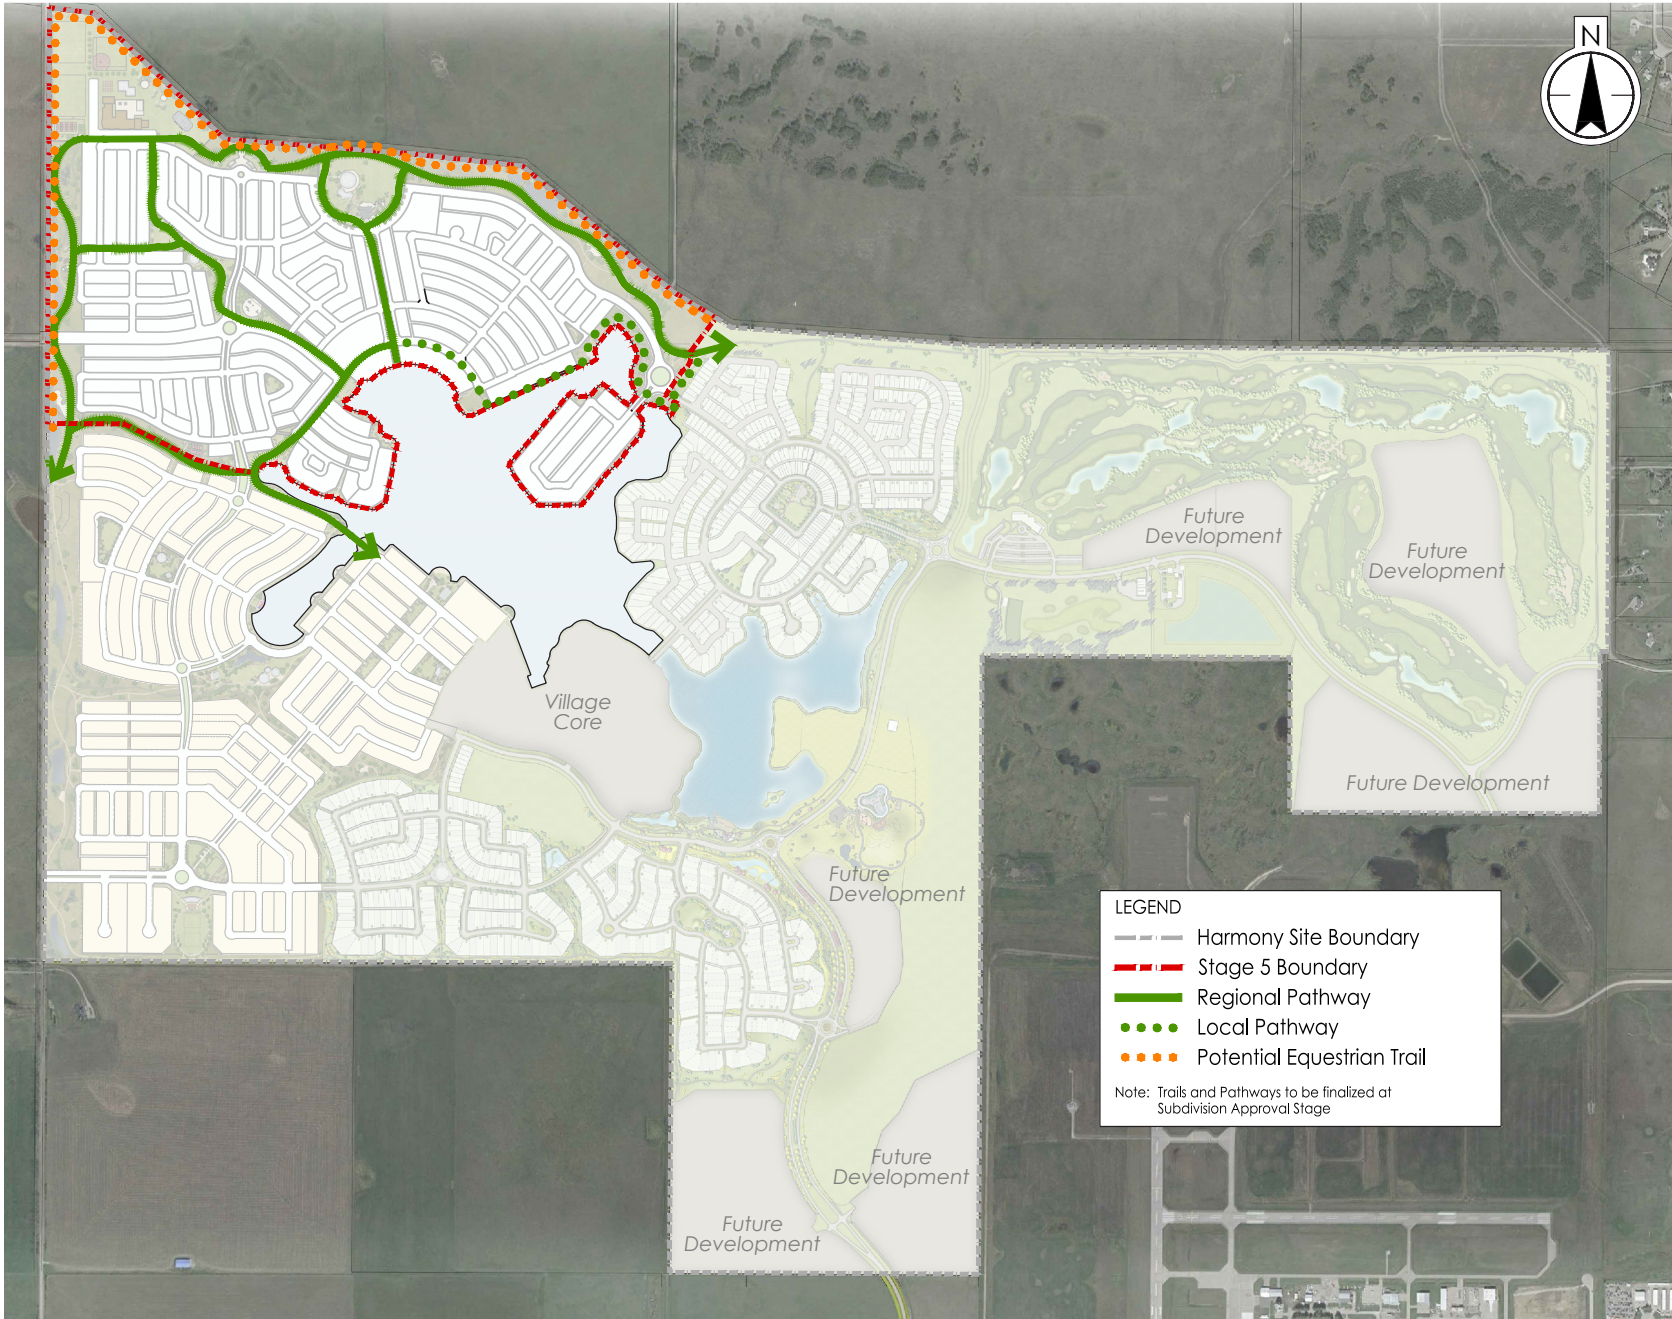 N
Future
Development
Future
Development
Village
Core
Future Development
Future
Development
LEGEND
Harmony Site Boundary
Stage 5 Boundary
Regional Pathway
Local Pathway
Potential Equestrian Trail
Note: Trails and Pathways to be finalized at
Subdivision Approval Stage
Future
Development
Future
Development